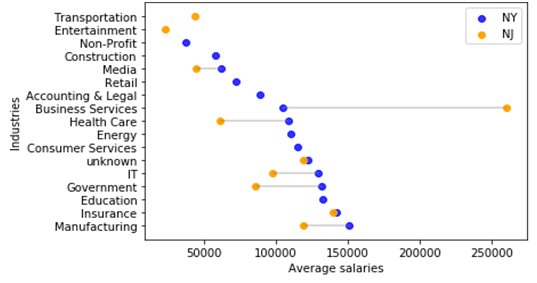 Transportation
Entertainment
Non-Profit
Construction
Media
Retail
Accounting & Legal
Business Services
Health Care
Energy
Consumer Services
unknown
IT
Government
Education
Insurance
Manufacturing
Industries
NY
NJ
50000 100000 150000 200000 250000
Average salaries